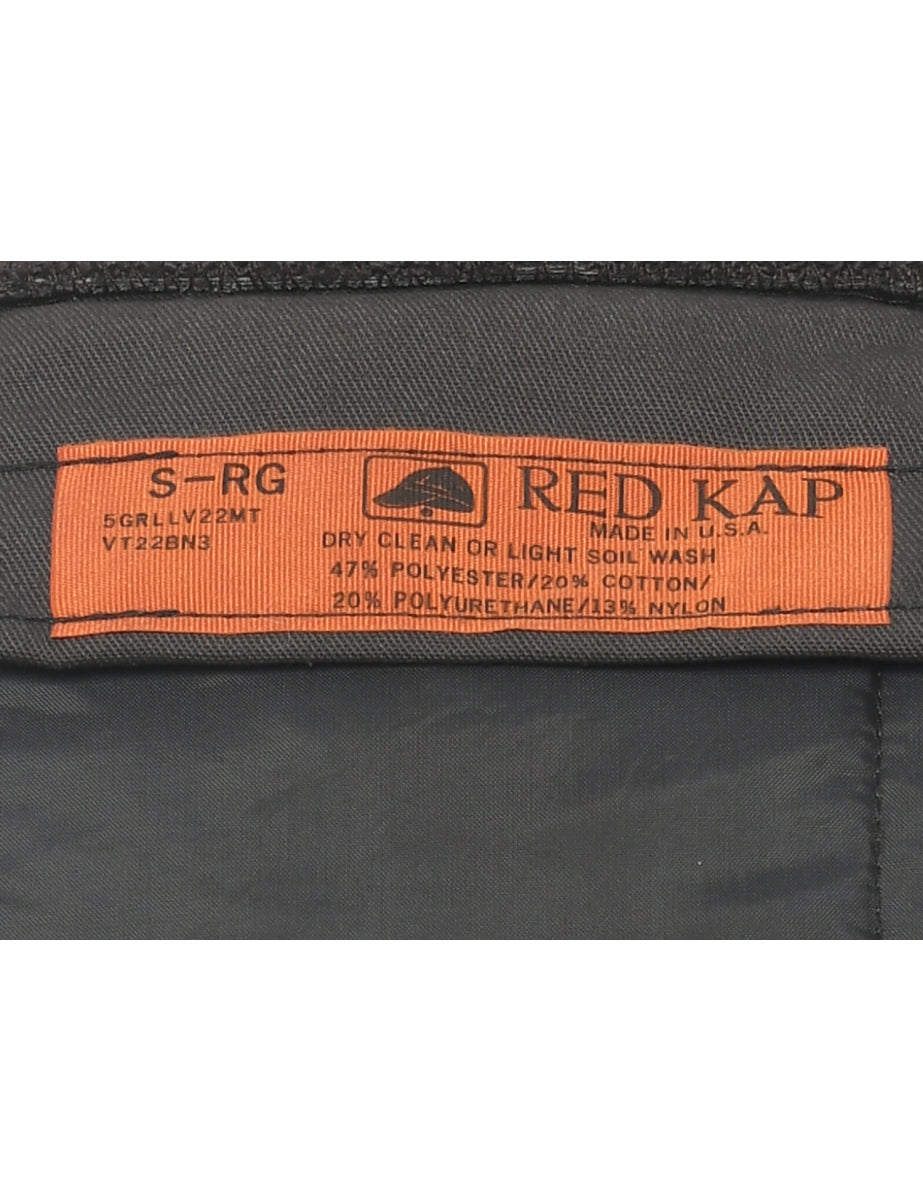 S-RG
5GRLLV22MT
VT22BN3
RED KAP
MADE IN U.S.A.
DRY CLEAN OR LIGHT SOIL WASH
47% POLYESTER/20% COTTON/
20% POLYURETHANE/13% NYLON